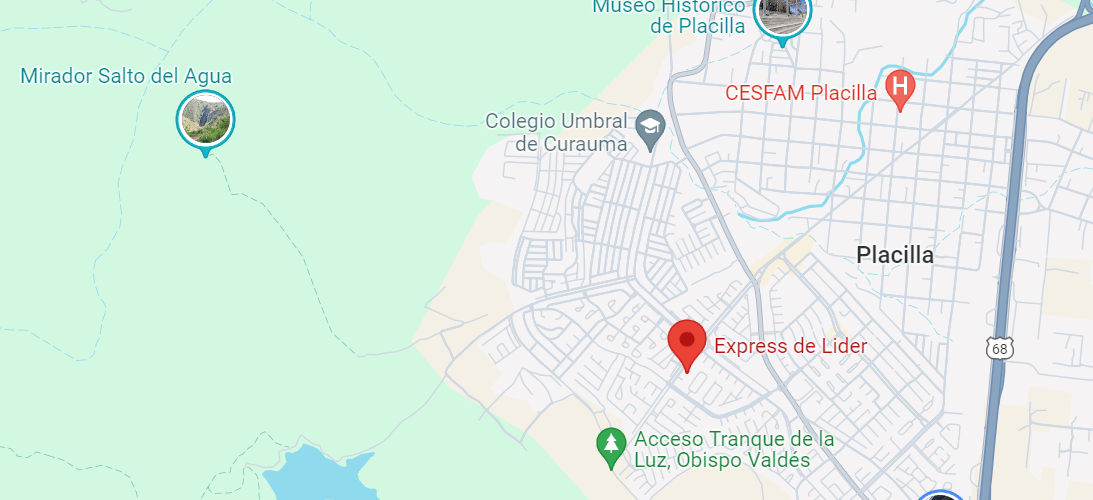 Museo Histórico
de Placilla
Mirador Salto del Agua
CESFAM Placilla
H
Colegio Umbral
de Curauma
Placilla
Express de Lider
68
Acceso Tranque de la
Luz, Obispo Valdés